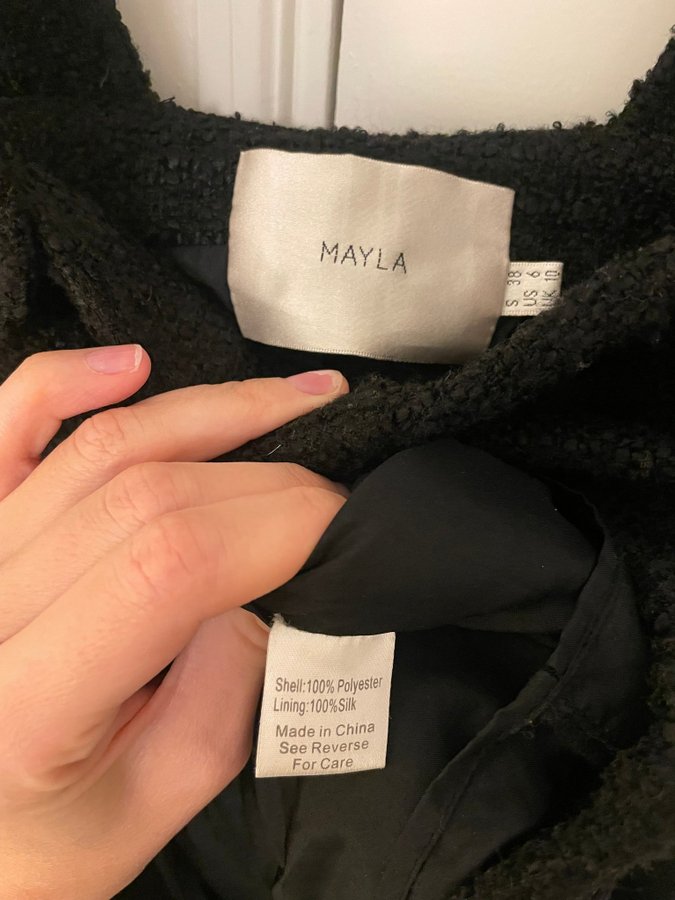 MAYLA
S 38
US 6
UK 10
Shell:100% Polyester
Lining:100%Silk
Made in China
See Reverse
For Care